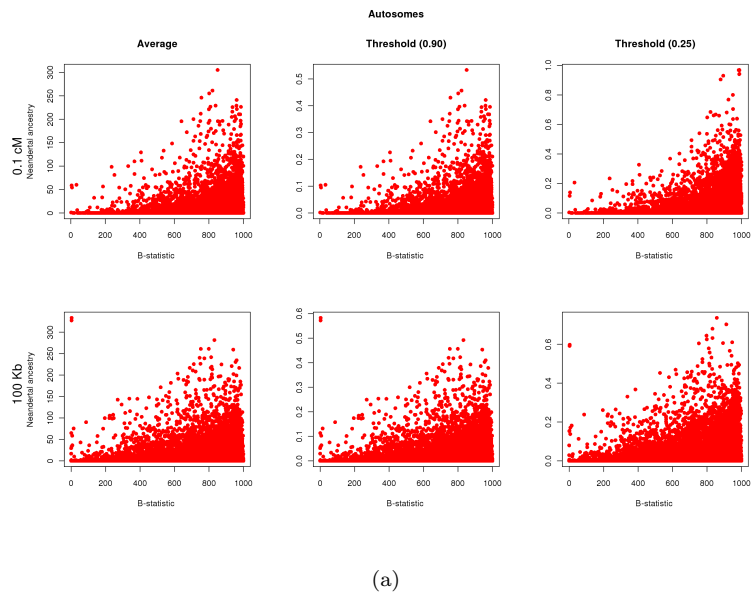 Autosomes
Average
Threshold (0.90)
Threshold (0.25)
0.1 cM
Neandertal ancestry
0 50 100 150 200 250 300
0 200 400 600 800 1000
B-statistic
0.0 0.1 0.2 0.3 0.4 0.5
0 200 400 600 800 1000
B-statistic
0.0 0.2 0.4 0.6 0.8 1.0
0 200 400 600 800 1000
B-statistic
100 Kb
Neandertal ancestry
0 50 100 150 200 250 300
0 200 400 600 800 1000
B-statistic
0.0 0.1 0.2 0.3 0.4 0.5 0.6
0 200 400 600 800 1000
B-statistic
0.0 0.2 0.4 0.6
0 200 400 600 800 1000
B-statistic
(a)